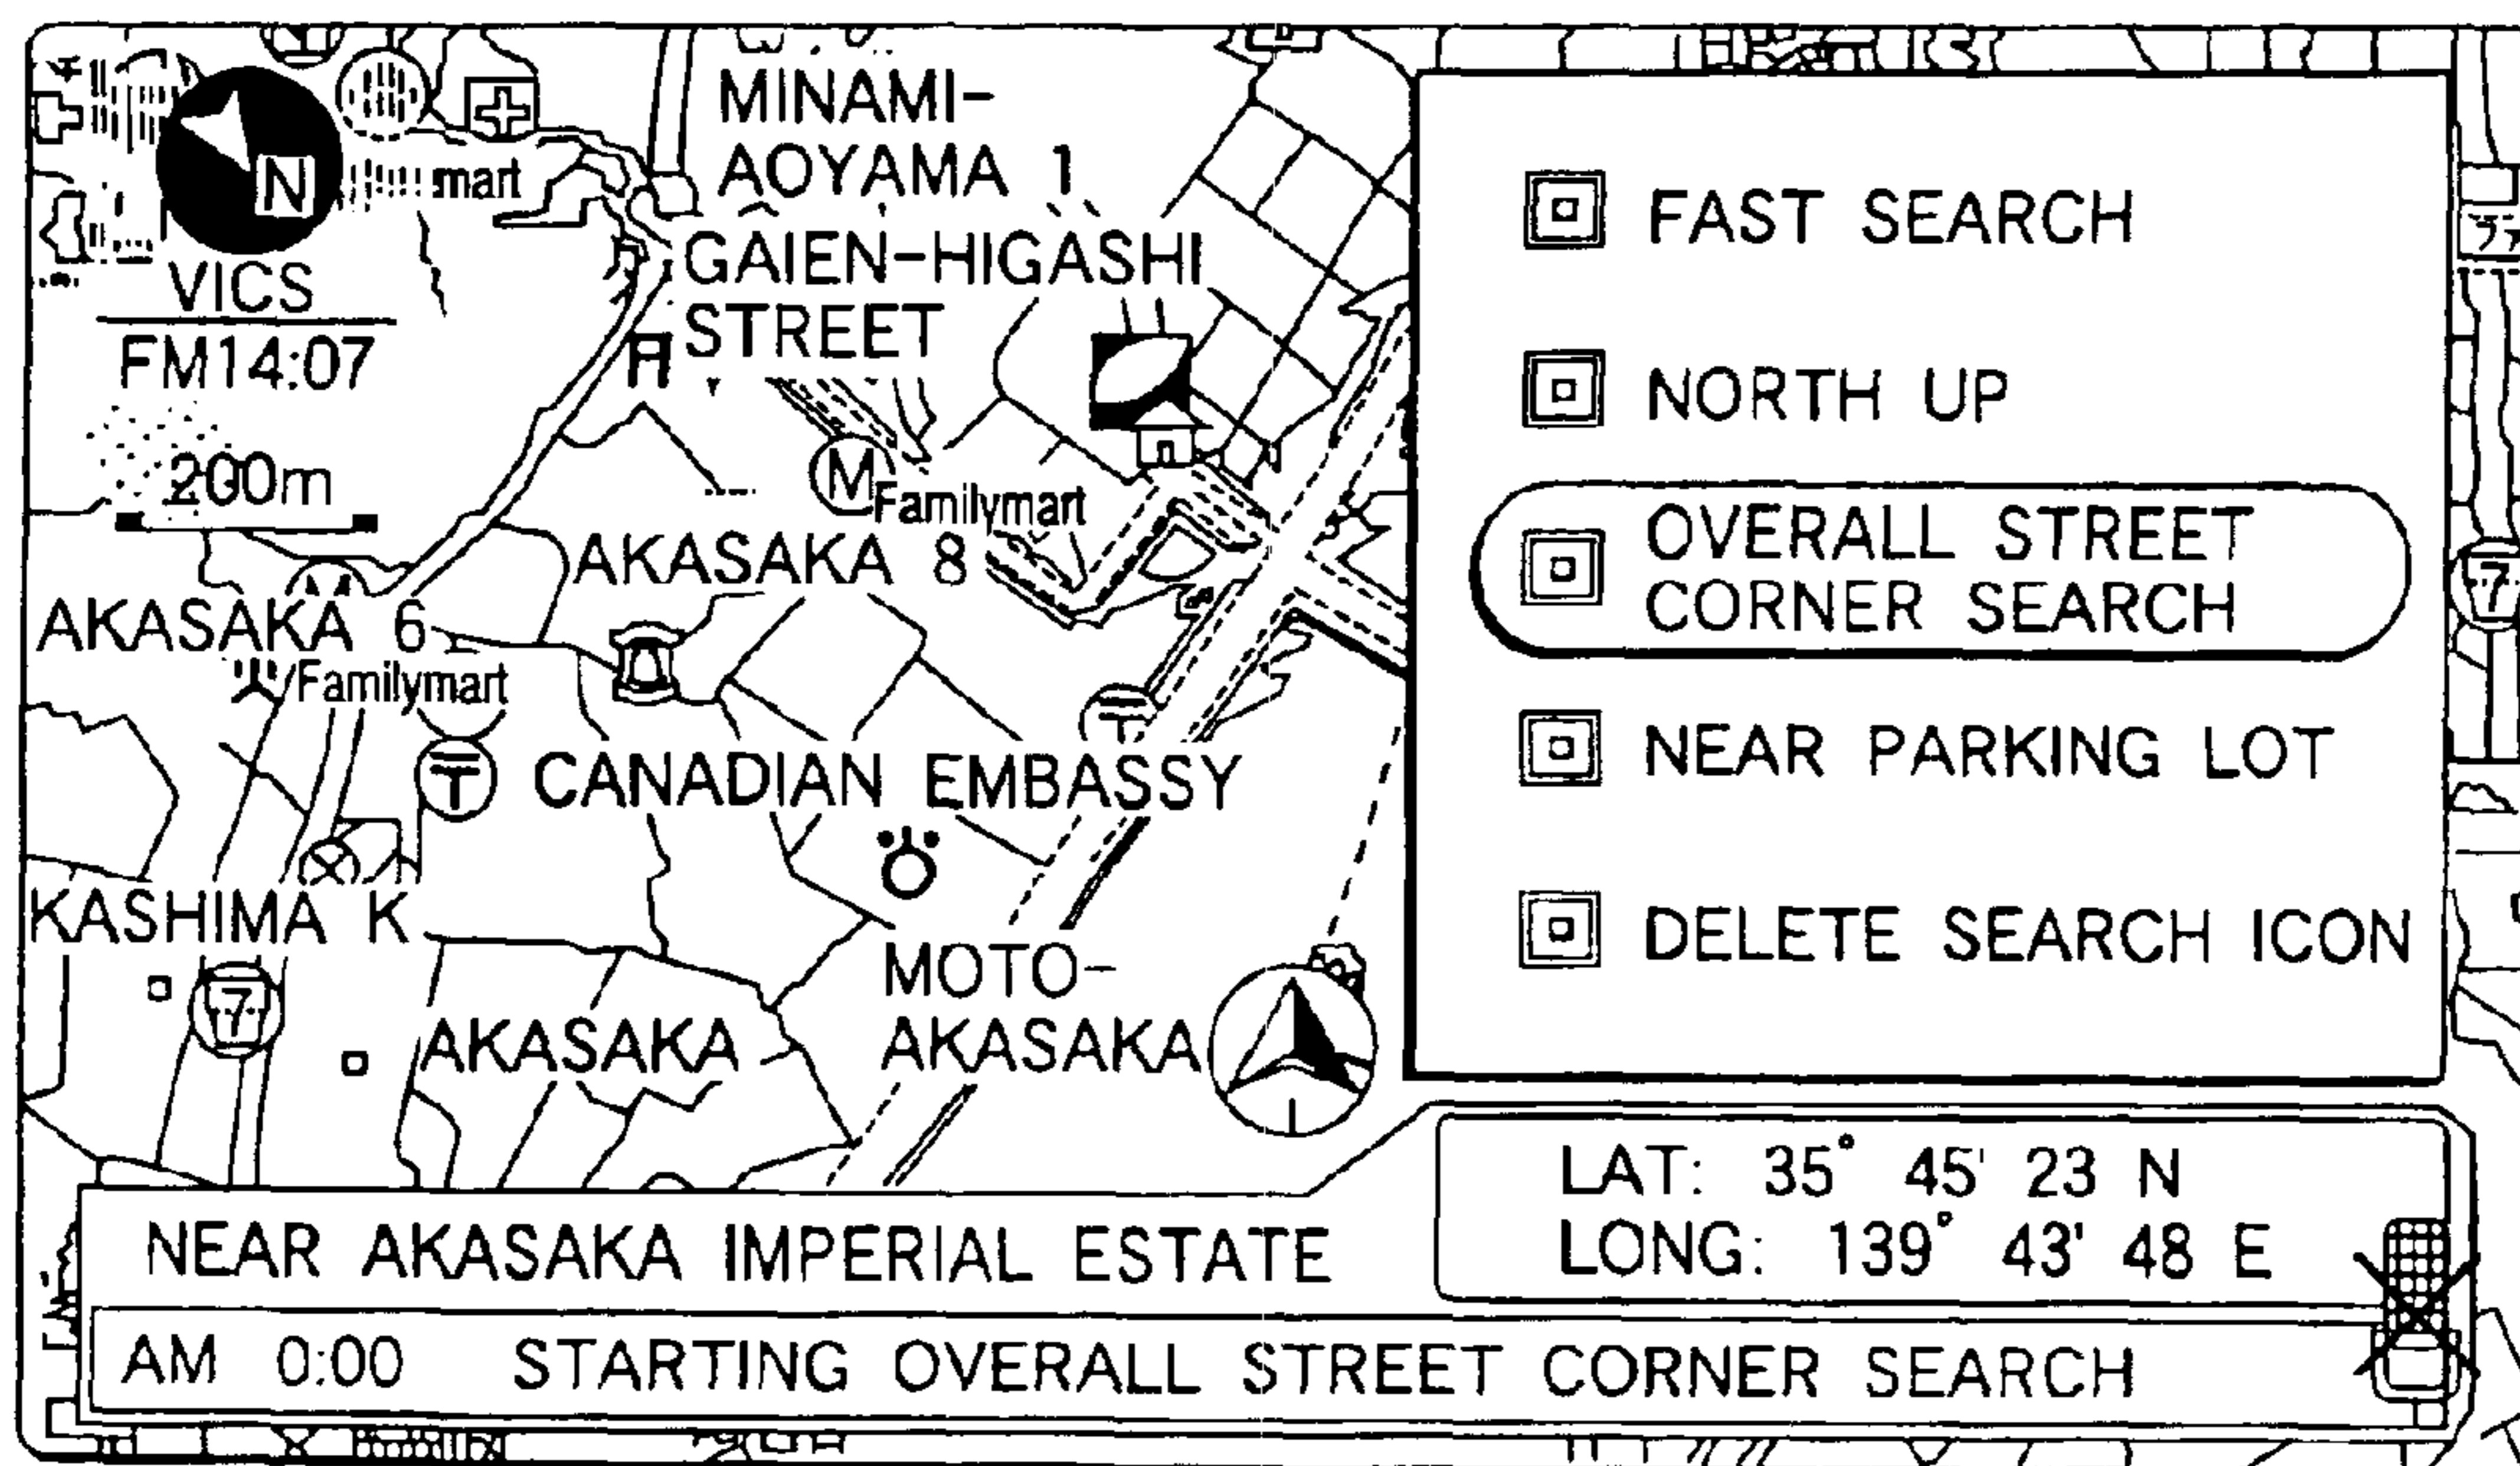 MINAMI-
AOYAMA 1
N
mart
GAIEN-HIGASHI
STREET
VICS
FM14:07
200m
M
Familymart
AKASAKA 8
AKASAKA 6
Familymart
T
T
CANADIAN EMBASSY
KASHIMA K
7
MOTO-
AKASAKA
AKASAKA
FAST SEARCH
NORTH UP
OVERALL STREET
CORNER SEARCH
NEAR PARKING LOT
DELETE SEARCH ICON
7
LAT: 35° 45' 23 N
LONG: 139° 43' 48 E
NEAR AKASAKA IMPERIAL ESTATE
AM 0:00 STARTING OVERALL STREET CORNER SEARCH